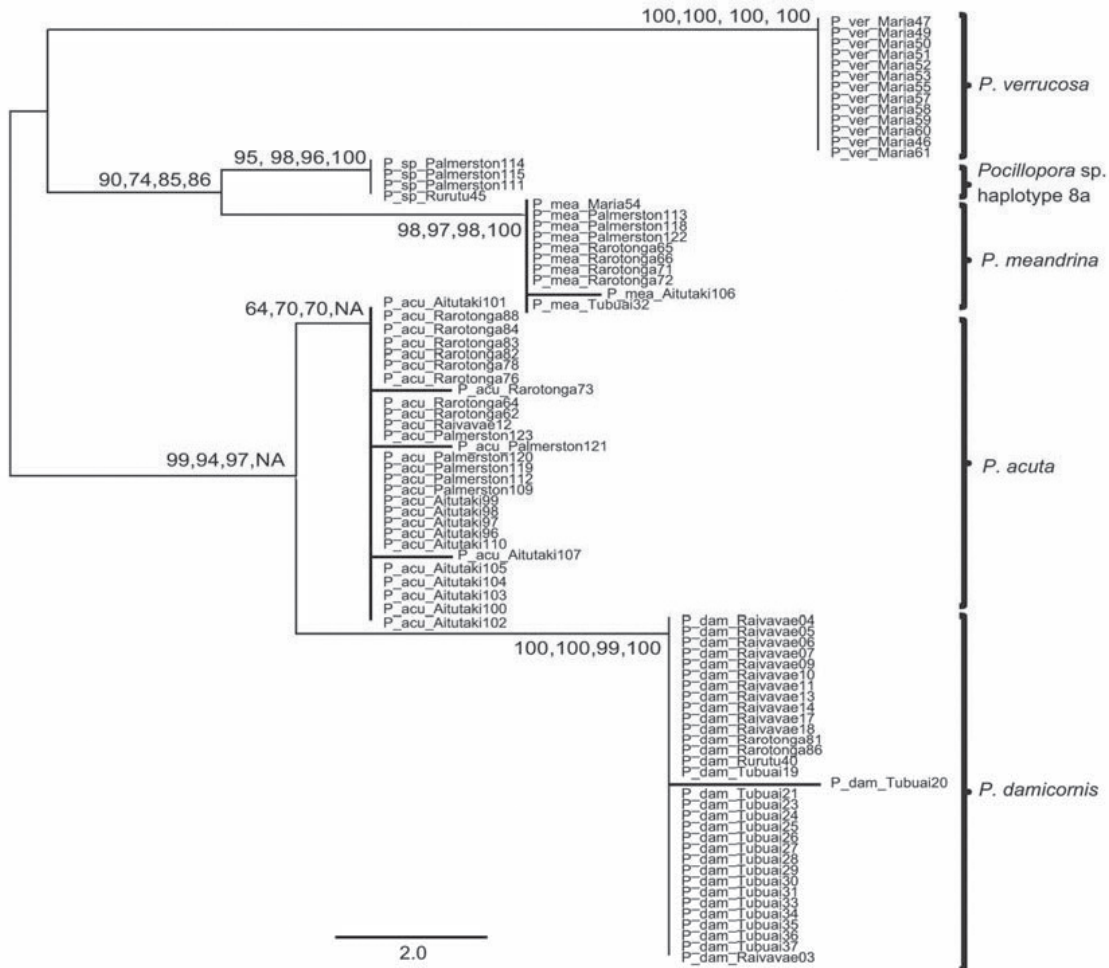 100,100, 100, 100
P_ver_Maria47
P_ver_Maria49
P_ver_Maria50
P_ver_Maria51
P_ver_Maria52
P_ver_Maria53
P_ver_Maria55
P_ver_Maria57
P_ver_Maria58
P_ver_Maria59
P_ver_Maria60
P_ver_Maria46
P_ver_Maria61
P. verrucosa
95, 98,96,100
90,74,85,86
P_sp_Palmerston114
P_sp_Palmerston115
P_sp_Palmerston111
P_sp_Rurutu45
Pocillopora sp.
haplotype 8a
98,97,98,100
P_mea_Maria54
P_mea_Palmerston113
P_mea_Palmerston118
P_mea_Palmerston122
P_mea_Rarotonga65
P_mea_Rarotonga66
P_mea_Rarotonga71
P_mea_Rarotonga72
P_mea_Aitutaki106
P_mea_Tubuai32
P. meandrina
64,70,70,NA
99,94,97,NA
P_acu_Aitutaki101
P_acu_Rarotonga88
P_acu_Rarotonga84
P_acu_Rarotonga83
P_acu_Rarotonga82
P_acu_Rarotonga78
P_acu_Rarotonga76
P_acu_Rarotonga73
P_acu_Rarotonga64
P_acu_Rarotonga62
P_acu_Raivavae12
P_acu_Palmerston123
P_acu_Palmerston121
P_acu_Palmerston120
P_acu_Palmerston119
P_acu_Palmerston112
P_acu_Palmerston109
P_acu_Aitutaki99
P_acu_Aitutaki98
P_acu_Aitutaki97
P_acu_Aitutaki96
P_acu_Aitutaki110
P_acu_Aitutaki107
P_acu_Aitutaki105
P_acu_Aitutaki104
P_acu_Aitutaki103
P_acu_Aitutaki100
P_acu_Aitutaki102
P. acuta
100,100,99,100
P_dam_Raivavae04
P_dam_Raivavae05
P_dam_Raivavae06
P_dam_Raivavae07
P_dam_Raivavae09
P_dam_Raivavae10
P_dam_Raivavae11
P_dam_Raivavae13
P_dam_Raivavae14
P_dam_Raivavae17
P_dam_Raivavae18
P_dam_Rarotonga81
P_dam_Rarotonga86
P_dam_Rurutu40
P_dam_Tubuai19
P_dam_Tubuai20
P_dam_Tubuai21
P_dam_Tubuai23
P_dam_Tubuai24
P_dam_Tubuai25
P_dam_Tubuai26
P_dam_Tubuai27
P_dam_Tubuai28
P_dam_Tubuai29
P_dam_Tubuai30
P_dam_Tubuai31
P_dam_Tubuai33
P_dam_Tubuai34
P_dam_Tubuai35
P_dam_Tubuai36
P_dam_Tubuai37
P_dam_Raivavae03
P. damicornis
2.0